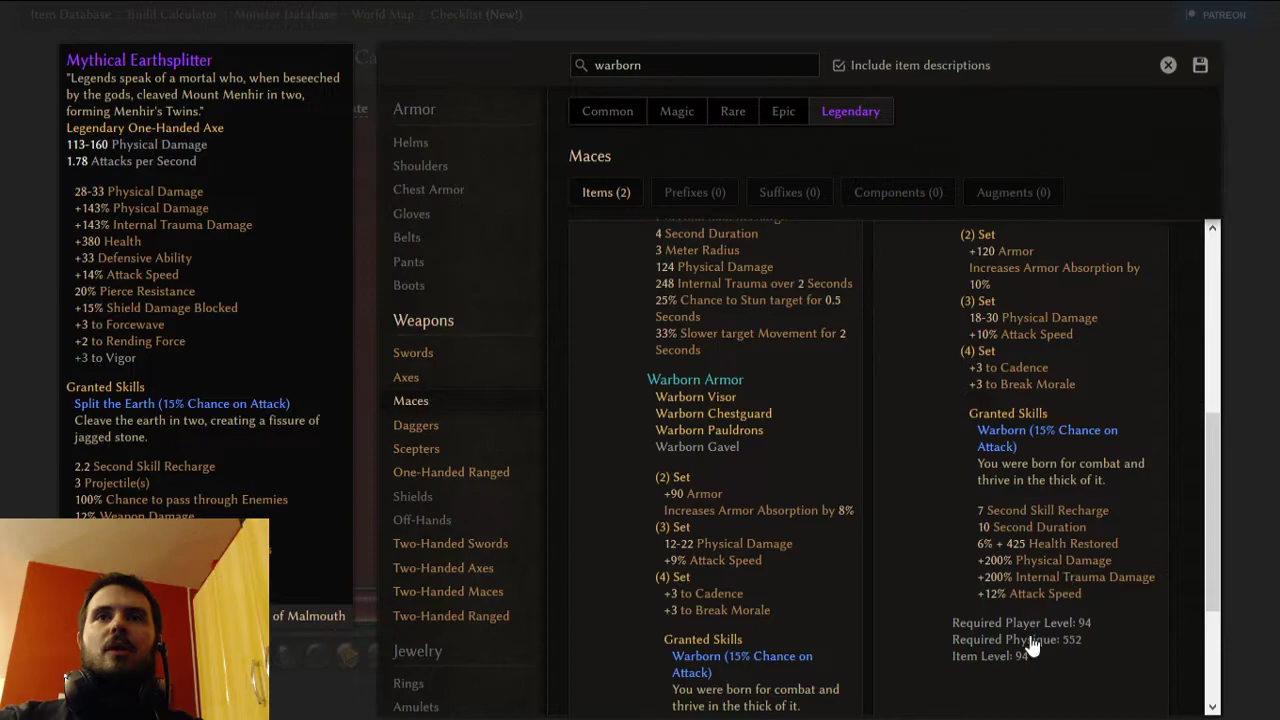 Item Database · Build Calculator · Monster Database · World Map · Checklist (New!)
PATREON
Mythical Earthsplitter
"Legends speak of a mortal who, when beseeched
by the gods, cleaved Mount Menhir in two,
forming Menhir's Twins."
Legendary One-Handed Axe
113-160 Physical Damage
1.78 Attacks per Second
28-33 Physical Damage
+143% Physical Damage
+143% Internal Trauma Damage
+380 Health
+33 Defensive Ability
+14% Attack Speed
20% Pierce Resistance
+15% Shield Damage Blocked
+3 to Forcewave
+2 to Rending Force
+3 to Vigor
Granted Skills
Split the Earth (15% Chance on Attack)
Cleave the earth in two, creating a fissure of
jagged stone.
2.2 Second Skill Recharge
3 Projectile(s)
100% Chance to pass through Enemies
12% Weapon Damage
of Malmouth
Armor
Helms
Shoulders
Chest Armor
Gloves
Belts
Pants
Boots
Weapons
Swords
Axes
Maces
Daggers
Scepters
One-Handed Ranged
Shields
Off-Hands
Two-Handed Swords
Two-Handed Axes
Two-Handed Maces
Two-Handed Ranged
Jewelry
Rings
Amulets
warborn
Include item descriptions
Common Magic Rare Epic Legendary
Maces
Items (2) Prefixes (0) Suffixes (0) Components (0) Augments (0)
4 Second Duration
3 Meter Radius
124 Physical Damage
248 Internal Trauma over 2 Seconds
25% Chance to Stun target for 0.5
Seconds
33% Slower target Movement for 2
Seconds
Warborn Armor
Warborn Visor
Warborn Chestguard
Warborn Pauldrons
Warborn Gavel
(2) Set
+90 Armor
Increases Armor Absorption by 8%
(3) Set
12-22 Physical Damage
+9% Attack Speed
(4) Set
+3 to Cadence
+3 to Break Morale
Granted Skills
Warborn (15% Chance on
Attack)
You were born for combat and
thrive in the thick of it.
(2) Set
+120 Armor
Increases Armor Absorption by
10%
(3) Set
18-30 Physical Damage
+10% Attack Speed
(4) Set
+3 to Cadence
+3 to Break Morale
Granted Skills
Warborn (15% Chance on
Attack)
You were born for combat and
thrive in the thick of it.
7 Second Skill Recharge
10 Second Duration
6% + 425 Health Restored
+200% Physical Damage
+200% Internal Trauma Damage
+12% Attack Speed
Required Player Level: 94
Required Physique: 552
Item Level: 94